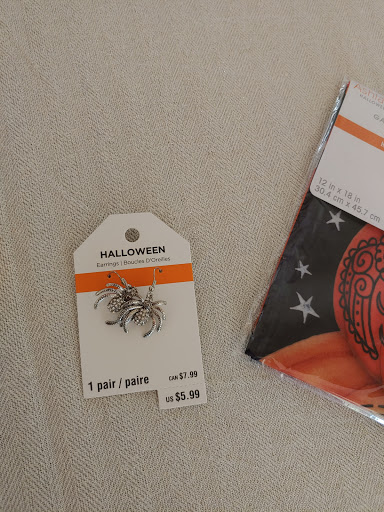 HALLOWEEN
Earrings | Boucles D'Oreilles
1 pair / paire
CAN $7.99
US $5.99
12 in x 18 in
30.4 cm x 45.7 cm